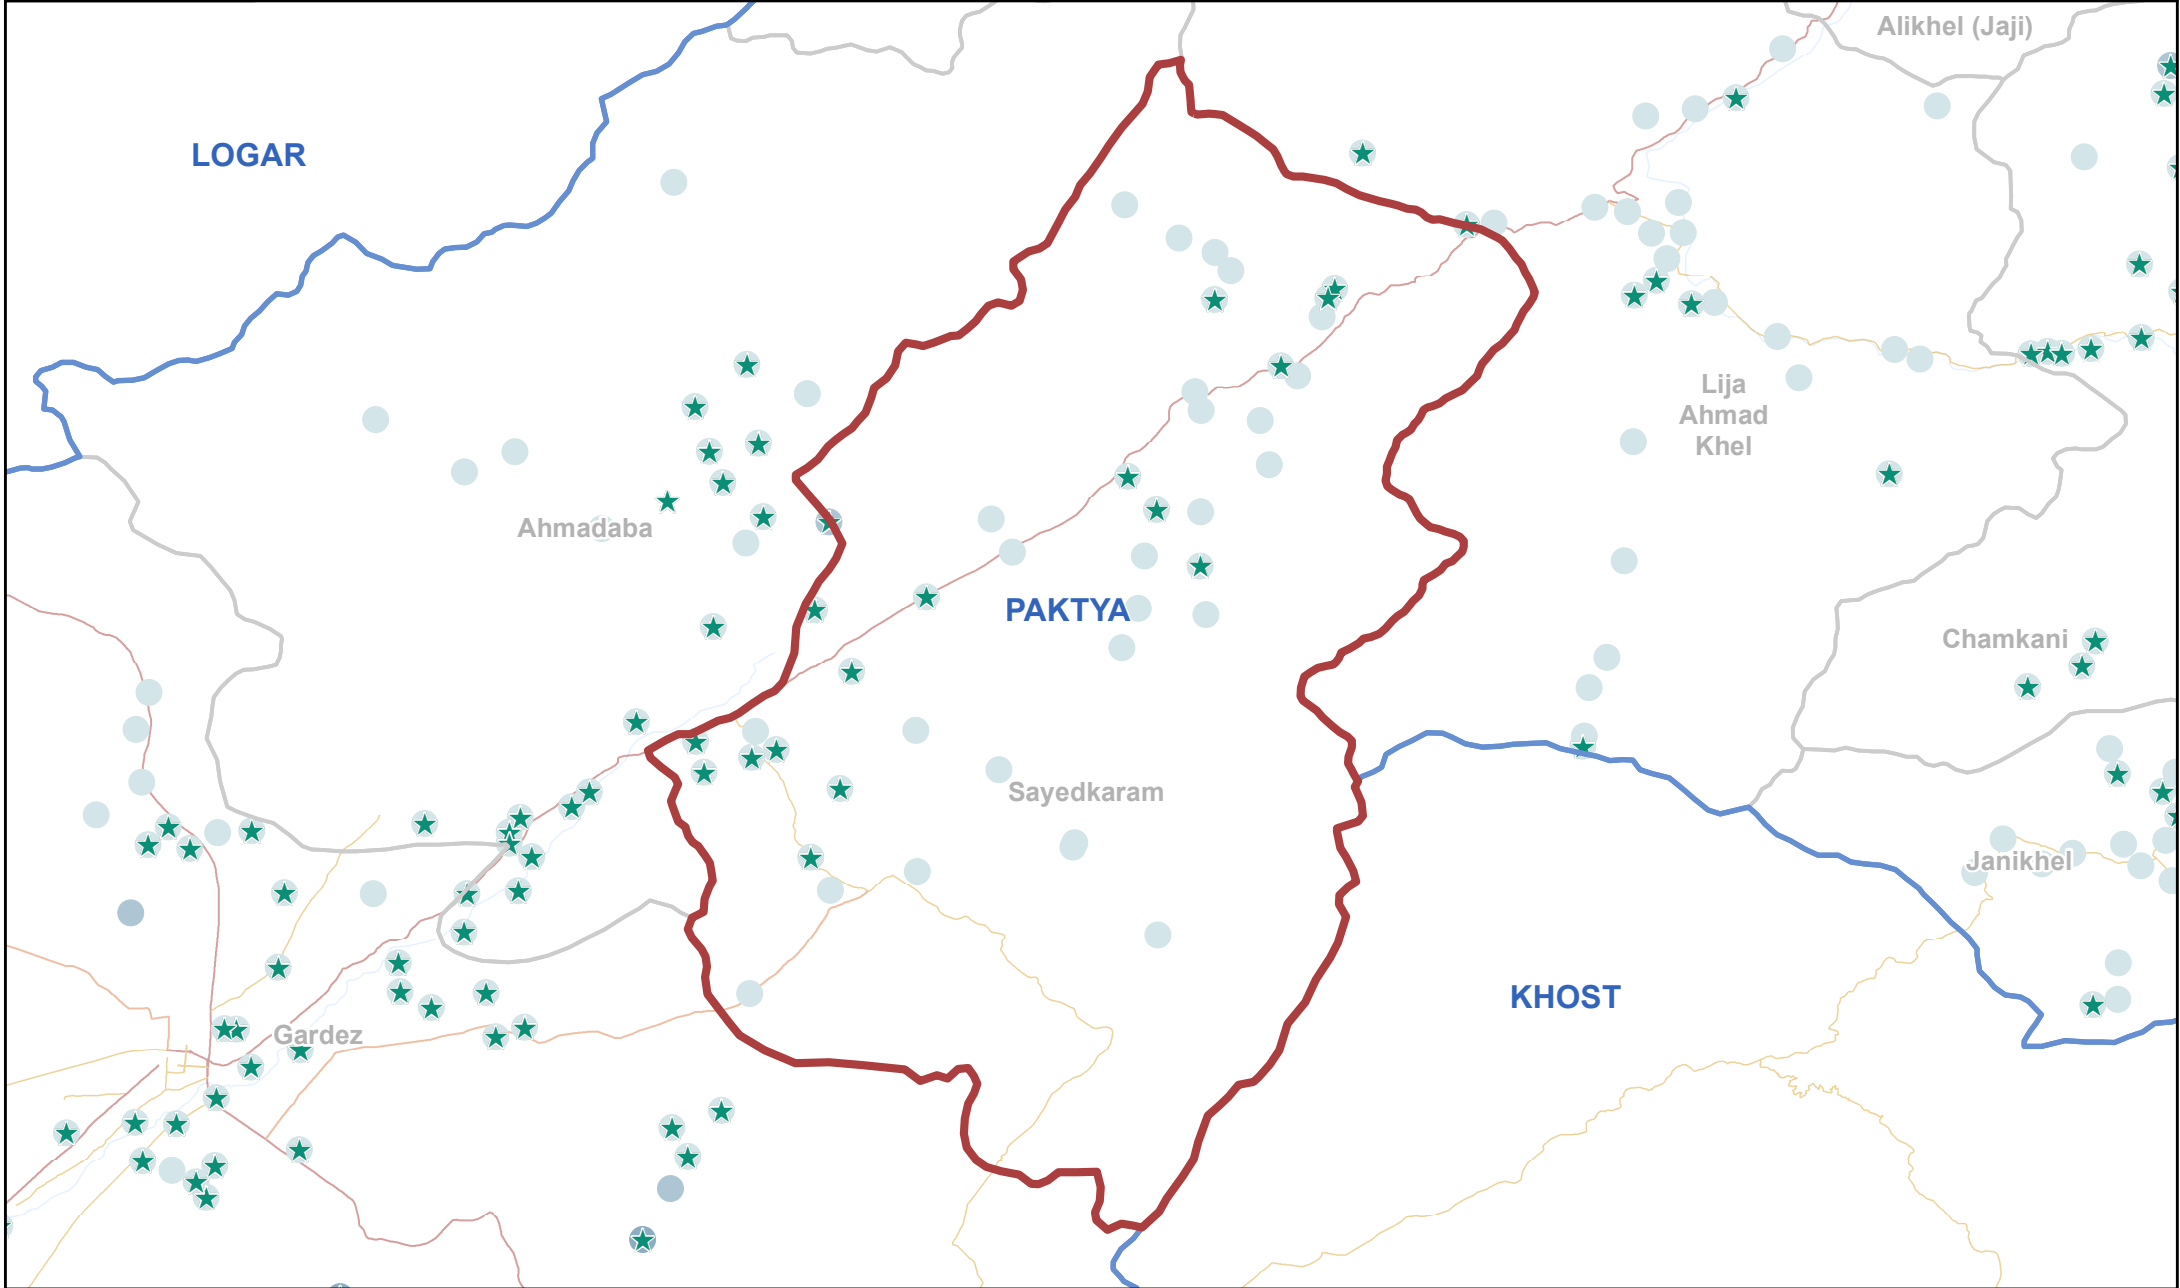 Alikhel (Jaji)
LOGAR
Lija
Ahmad
Khel
Ahmadaba
PAKTYA
Chamkani
Sayedkaram
Janikhel
KHOST
Gardez